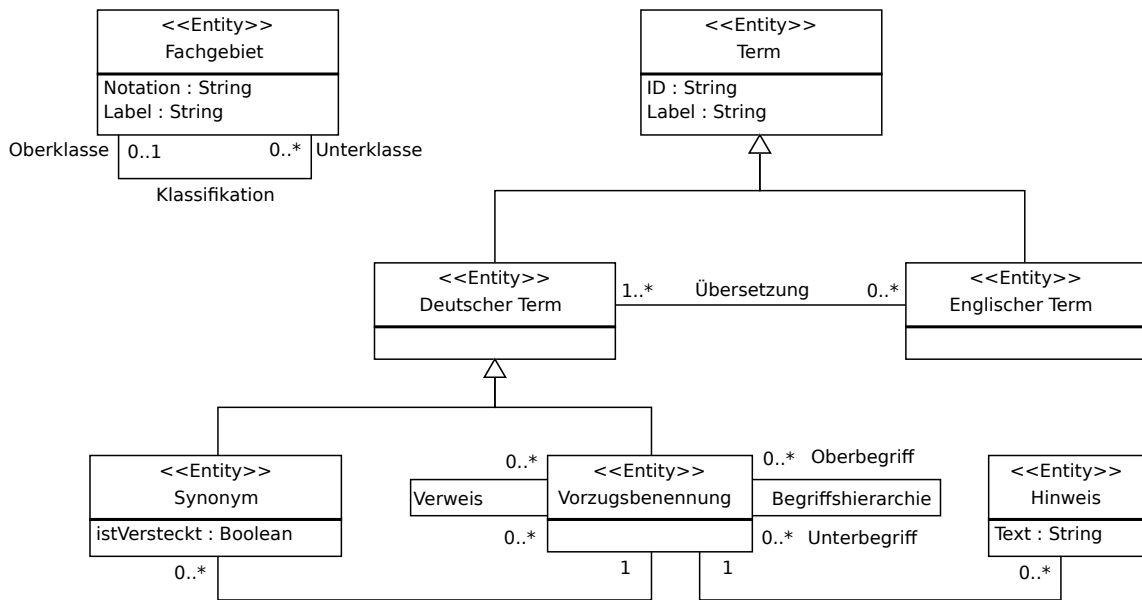 <<Entity>>
Fachgebiet
Notation : String
Label : String
Oberklasse
0..1
0..*
Unterklasse
Klassifikation
<<Entity>>
Term
ID : String
Label : String
<<Entity>>
Deutscher Term
1..*
Übersetzung
0..*
<<Entity>>
Englischer Term
<<Entity>>
Synonym
istVersteckt : Boolean
0..*
0..*
Verweis
0..*
<<Entity>>
Vorzugsbenennung
1
1
0..*
Oberbegriff
Begriffshierarchie
0..*
Unterbegriff
<<Entity>>
Hinweis
Text : String
0..*